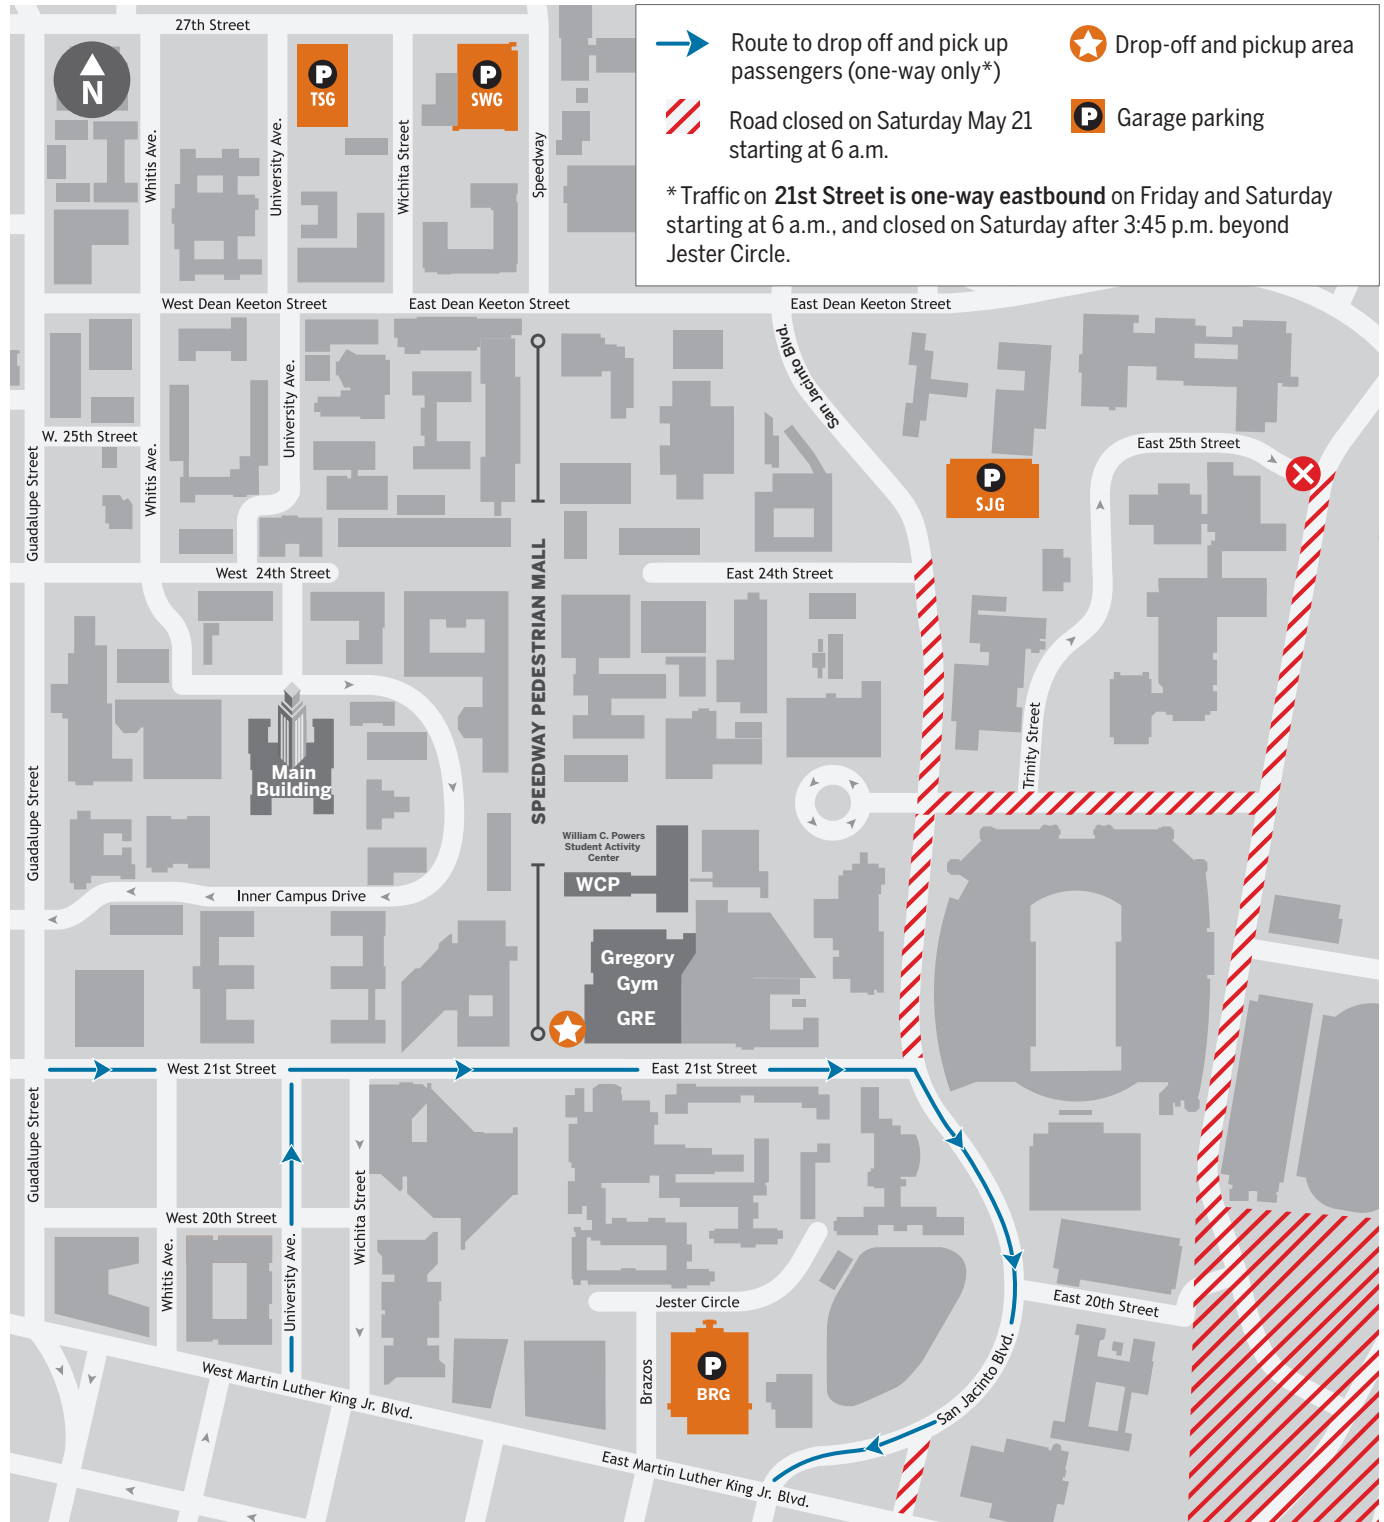 Route to drop off and pick up
passengers (one-way only*)
Drop-off and pickup area
Road closed on Saturday May 21
starting at 6 a.m.
P Garage parking
* Traffic on 21st Street is one-way eastbound on Friday and Saturday
starting at 6 a.m., and closed on Saturday after 3:45 p.m. beyond
Jester Circle.
N
27th Street
P
TSG
P
SWG
Whitis Ave.
University Ave.
Wichita Street
Speedway
West Dean Keeton Street
East Dean Keeton Street
East Dean Keeton Street
San Jacinto Blvd.
University Ave.
W. 25th Street
East 25th Street
Guadalupe Street
Whitis Ave.
P
SJG
West 24th Street
East 24th Street
SPEEDWAY PEDESTRIAN MALL
Trinity Street
Main
Building
Guadalupe Street
William C. Powers
Student Activity
Center
WCP
Inner Campus Drive
Gregory
Gym
GRE
West 21st Street
East 21st Street
Guadalupe Street
Wichita Street
West 20th Street
Whitis Ave.
University Ave.
Jester Circle
East 20th Street
Brazos
P
BRG
San Jacinto Blvd.
West Martin Luther King Jr. Blvd.
East Martin Luther King Jr. Blvd.